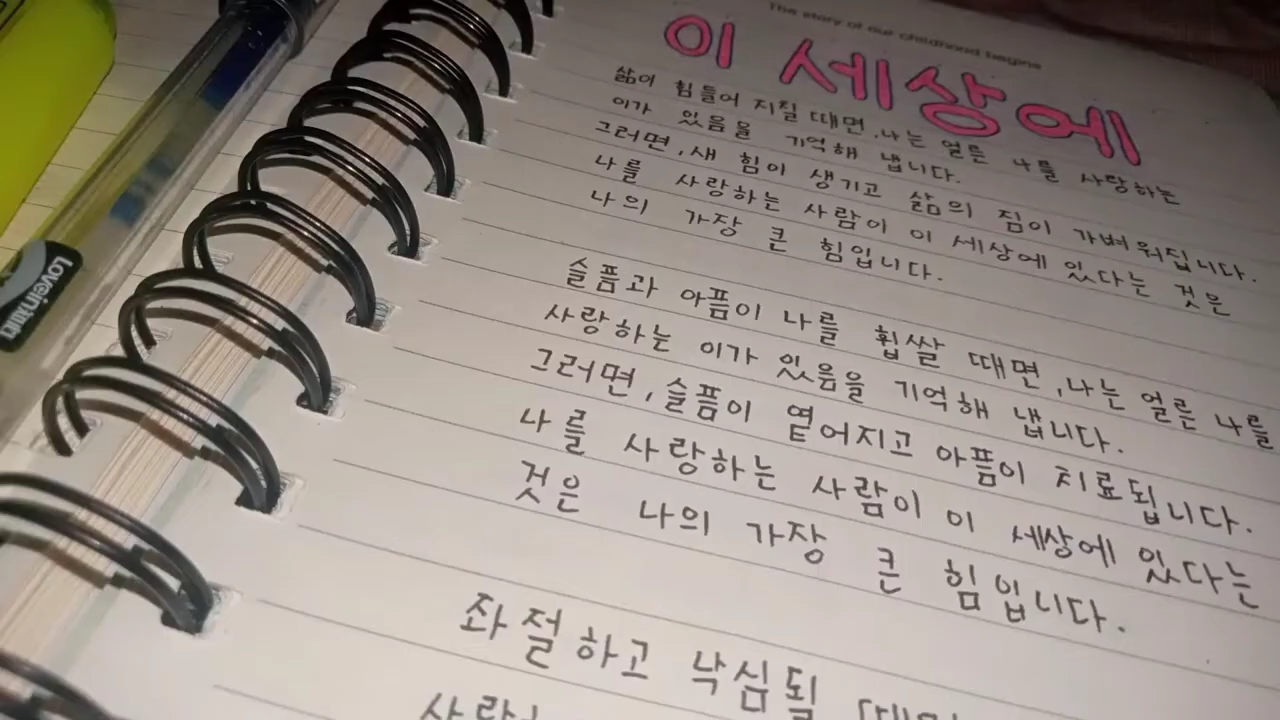 The story of our childhood begins
이 세상에
삶이 힘들어 지칠 때면, 나는 얼른 나를 사랑하는
이가 있음을 기억해 냅니다.
그러면, 새 힘이 생기고 삶의 짐이 가벼워집니다.
나를 사랑하는 사람이 이 세상에 있다는 것은
나의 가장 큰 힘입니다.
슬픔과 아픔이 나를 휩쌀 때면, 나는 얼른 나를
사랑하는 이가 있음을 기억해 냅니다.
그러면, 슬픔이 옅어지고 아픔이 치료됩니다.
나를 사랑하는 사람이 이 세상에 있다는
것은 나의 가장 큰 힘입니다.
좌절하고 낙심될